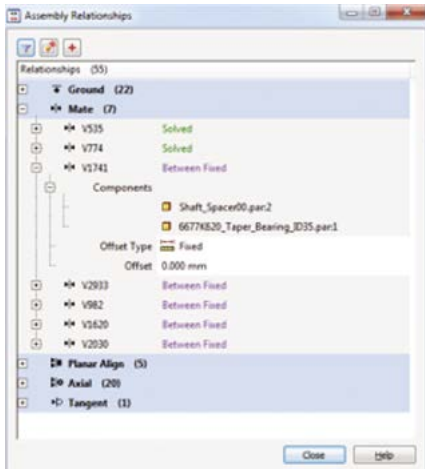 Assembly Relationships
Relationships (55)
Ground (22)
Mate (7)
V535 Solved
V774 Solved
V1741 Between Fixed
Components
Shaft_Spacer00.par:2
6677K620_Taper_Bearing_ID35.par:1
Offset Type Fixed
Offset 0.000 mm
V2933 Between Fixed
V982 Between Fixed
V1620 Between Fixed
V2030 Between Fixed
Planar Align (5)
Axial (20)
Tangent (1)
Close Help